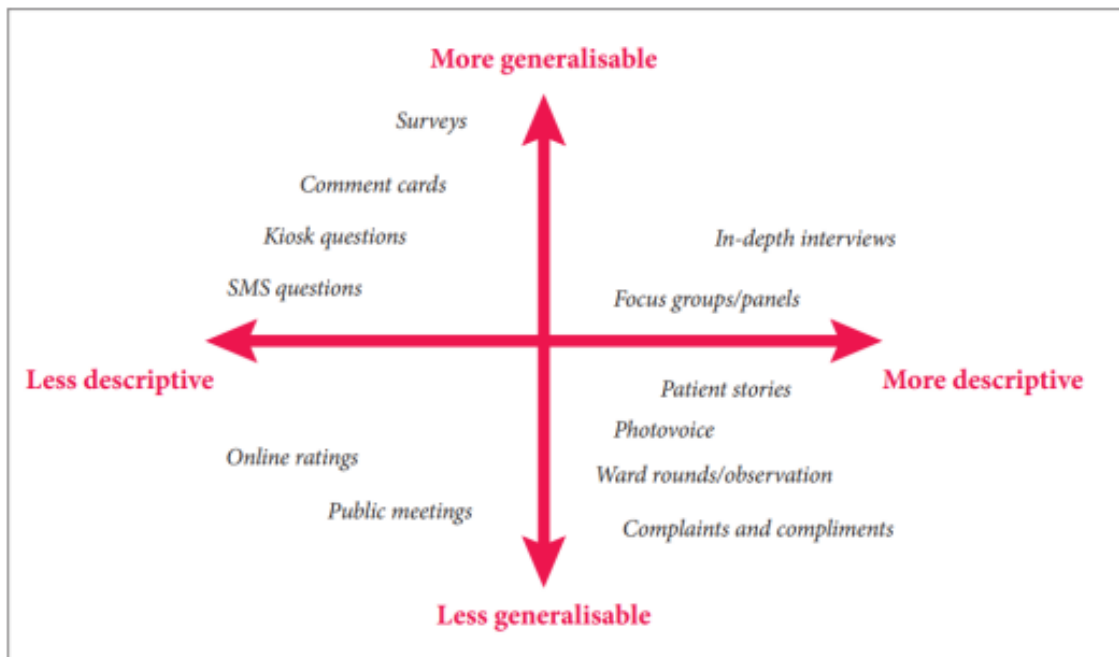 More generalisable
Surveys
Comment cards
Kiosk questions
In-depth interviews
SMS questions
Focus groups/panels
Less descriptive
More descriptive
Patient stories
Photovoice
Online ratings
Ward rounds/observation
Public meetings
Complaints and compliments
Less generalisable